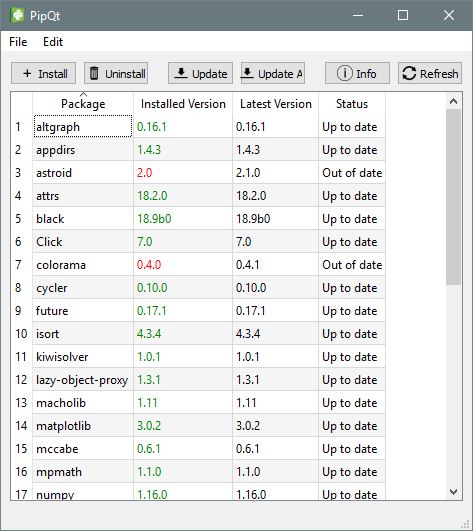 PipQt
File Edit
+ Install Uninstall Update Update A Info Refresh
Package Installed Version Latest Version Status
1 altgraph 0.16.1 0.16.1 Up to date
2 appdirs 1.4.3 1.4.3 Up to date
3 astroid 2.0 2.1.0 Out of date
4 attrs 18.2.0 18.2.0 Up to date
5 black 18.9b0 18.9b0 Up to date
6 Click 7.0 7.0 Up to date
7 colorama 0.4.0 0.4.1 Out of date
8 cycler 0.10.0 0.10.0 Up to date
9 future 0.17.1 0.17.1 Up to date
10 isort 4.3.4 4.3.4 Up to date
11 kiwisolver 1.0.1 1.0.1 Up to date
12 lazy-object-proxy 1.3.1 1.3.1 Up to date
13 macholib 1.11 1.11 Up to date
14 matplotlib 3.0.2 3.0.2 Up to date
15 mccabe 0.6.1 0.6.1 Up to date
16 mpmath 1.1.0 1.1.0 Up to date
17 numpy 1.16.0 1.16.0 Up to date